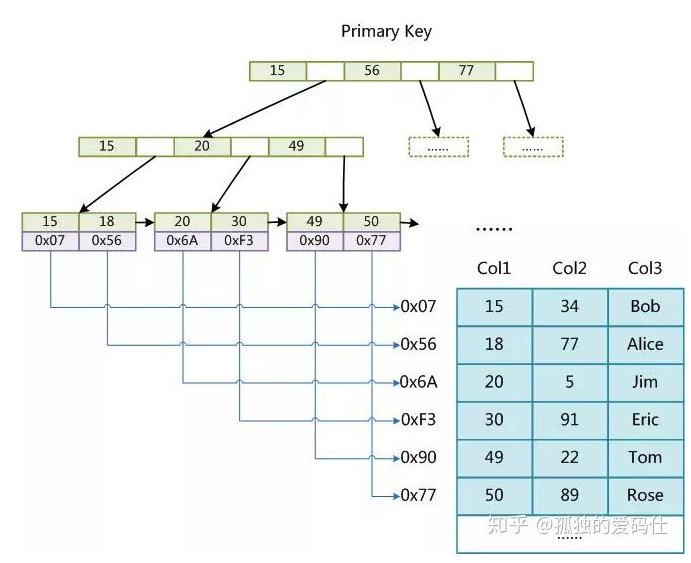 Primary Key
15 56 77
15 20 49 ...... ......
15 18 20 30 49 50
0x07 0x56 0x6A 0xF3 0x90 0x77
......
Col1 Col2 Col3
0x07 15 34 Bob
0x56 18 77 Alice
0x6A 20 5 Jim
0xF3 30 91 Eric
0x90 49 22 Tom
0x77 50 89 Rose
知乎 @孤独的爱码仕
......